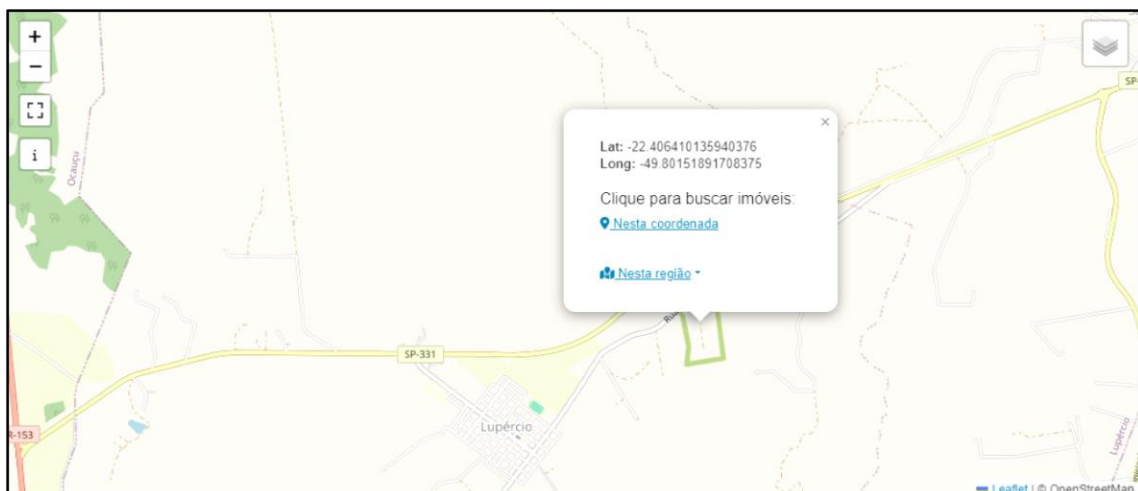 +
−
i
Ocauçu
Lat: -22.406410135940376
Long: -49.80151891708375
×
Clique para buscar imóveis:
Nesta coordenada
Nesta região
SP-331
Lupércio
R-153
Lupércio
Leaflet | © OpenStreetMap